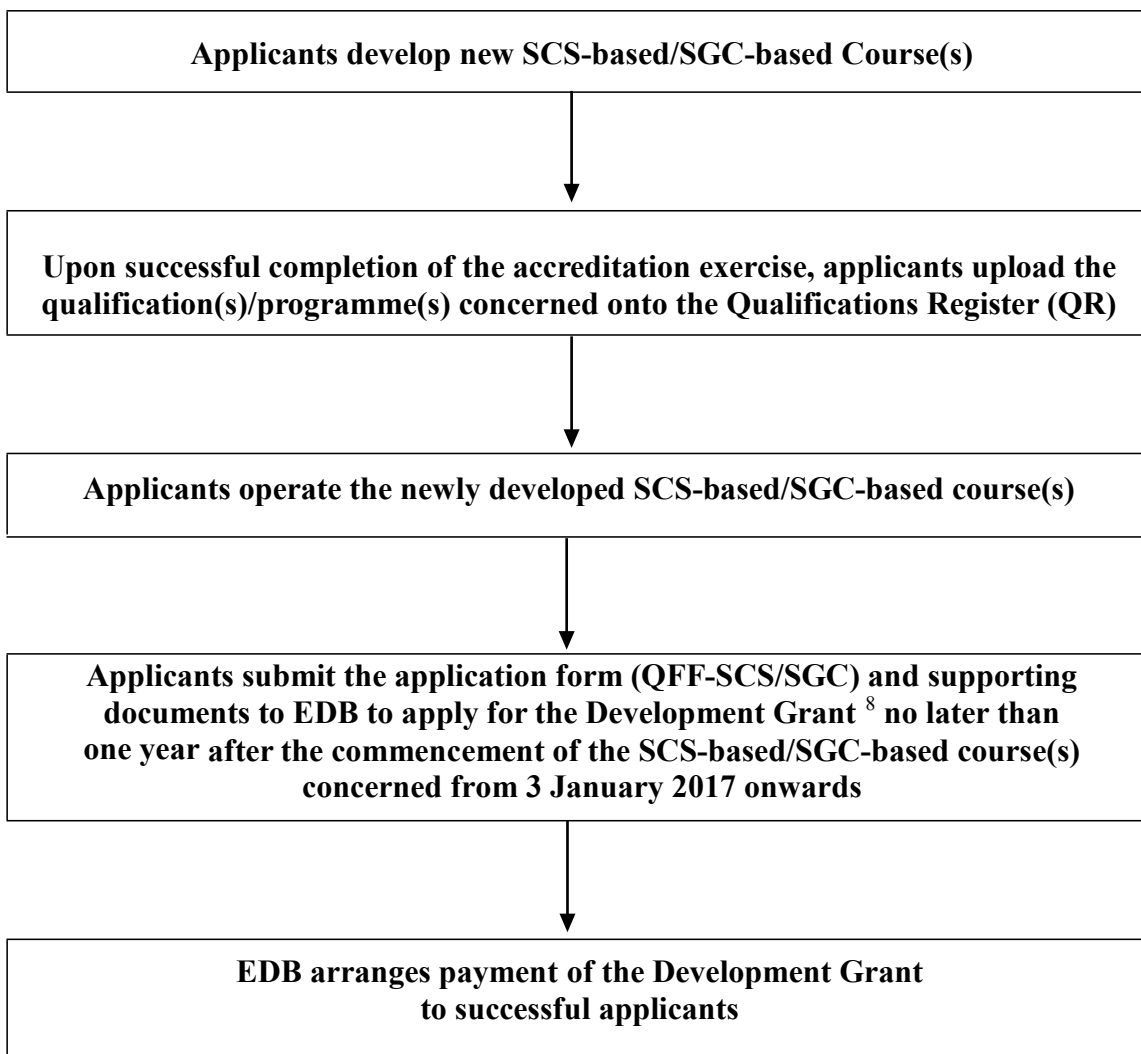 Applicants develop new SCS-based/SGC-based Course(s)
Upon successful completion of the accreditation exercise, applicants upload the
qualification(s)/programme(s) concerned onto the Qualifications Register (QR)
Applicants operate the newly developed SCS-based/SGC-based course(s)
Applicants submit the application form (QFF-SCS/SGC) and supporting
documents to EDB to apply for the Development Grant 8 no later than
one year after the commencement of the SCS-based/SGC-based course(s)
concerned from 3 January 2017 onwards
EDB arranges payment of the Development Grant
to successful applicants